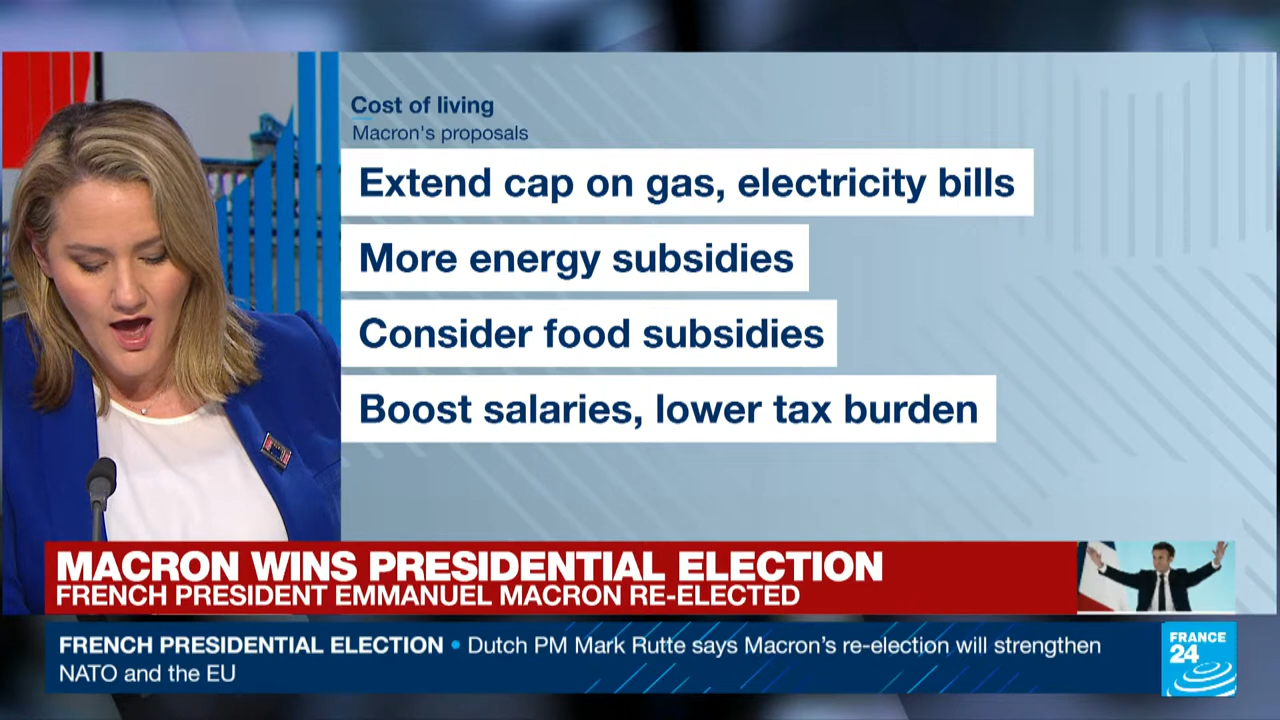 Cost of living
Macron's proposals
Extend cap on gas, electricity bills
More energy subsidies
Consider food subsidies
Boost salaries, lower tax burden
MACRON WINS PRESIDENTIAL ELECTION
FRENCH PRESIDENT EMMANUEL MACRON RE-ELECTED
FRENCH PRESIDENTIAL ELECTION • Dutch PM Mark Rutte says Macron’s re-election will strengthen
NATO and the EU
FRANCE
24